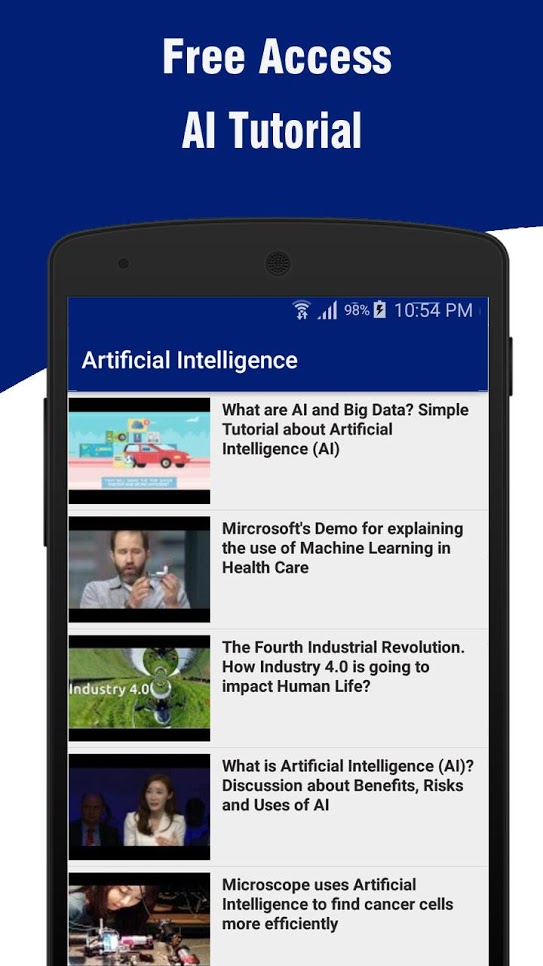 Free Access
AI Tutorial
98%
10:54 PM
Artificial Intelligence
What are AI and Big Data? Simple
Tutorial about Artificial
Intelligence (AI)
Mircrosoft's Demo for explaining
the use of Machine Learning in
Health Care
Industry 4.0
The Fourth Industrial Revolution.
How Industry 4.0 is going to
impact Human Life?
What is Artificial Intelligence (AI)?
Discussion about Benefits, Risks
and Uses of AI
Microscope uses Artificial
Intelligence to find cancer cells
more efficiently